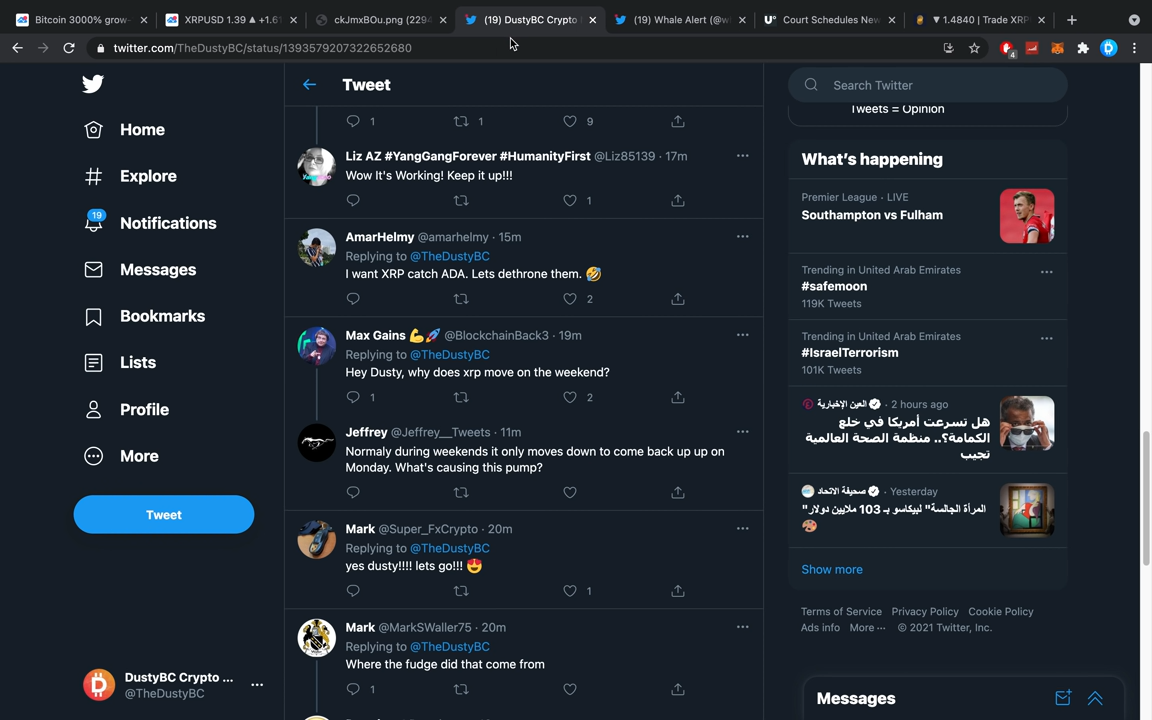 Bitcoin 3000% grow
XRPUSD 1.39 ▲ +1.6
ckJmxBOu.png (229
(19) DustyBC Crypto
(19) Whale Alert (@w
Court Schedules New
▼ 1.4840 | Trade XRP
twitter.com/TheDustyBC/status/1393579207322652680
4
Home
Explore
19
Notifications
Messages
Bookmarks
Lists
Profile
More
Tweet
DustyBC Crypto ...
@TheDustyBC
Tweet
1 1 9
Liz AZ #YangGangForever #HumanityFirst @Liz85139 · 17m
Wow It's Working! Keep it up!!!
1
AmarHelmy @amarhelmy · 15m
Replying to @TheDustyBC
I want XRP catch ADA. Lets dethrone them. 🤣
2
Max Gains 💪🚀 @BlockchainBack3 · 19m
Replying to @TheDustyBC
Hey Dusty, why does xrp move on the weekend?
1 2
Jeffrey @Jeffrey__Tweets · 11m
Normaly during weekends it only moves down to come back up up on
Monday. What's causing this pump?
Mark @Super_FxCrypto · 20m
Replying to @TheDustyBC
yes dusty!!!! lets go!!! 😍
1
Mark @MarkSWaller75 · 20m
Replying to @TheDustyBC
Where the fudge did that come from
1
Search Twitter
Tweets = Opinion
What's happening
Premier League · LIVE
Southampton vs Fulham
Trending in United Arab Emirates
#safemoon
119K Tweets
Trending in United Arab Emirates
#IsraelTerrorism
101K Tweets
العين الإخبارية · 2 hours ago
هل تسرعت أمريكا في خلع
الكمامة؟.. منظمة الصحة العالمية
تجيب
صحيفة الاتحاد · Yesterday
"المرأة الجالسة" لبيكاسو بـ 103 ملايين دولار
🎨
Show more
Terms of Service Privacy Policy Cookie Policy
Ads info More ··· © 2021 Twitter, Inc.
Messages